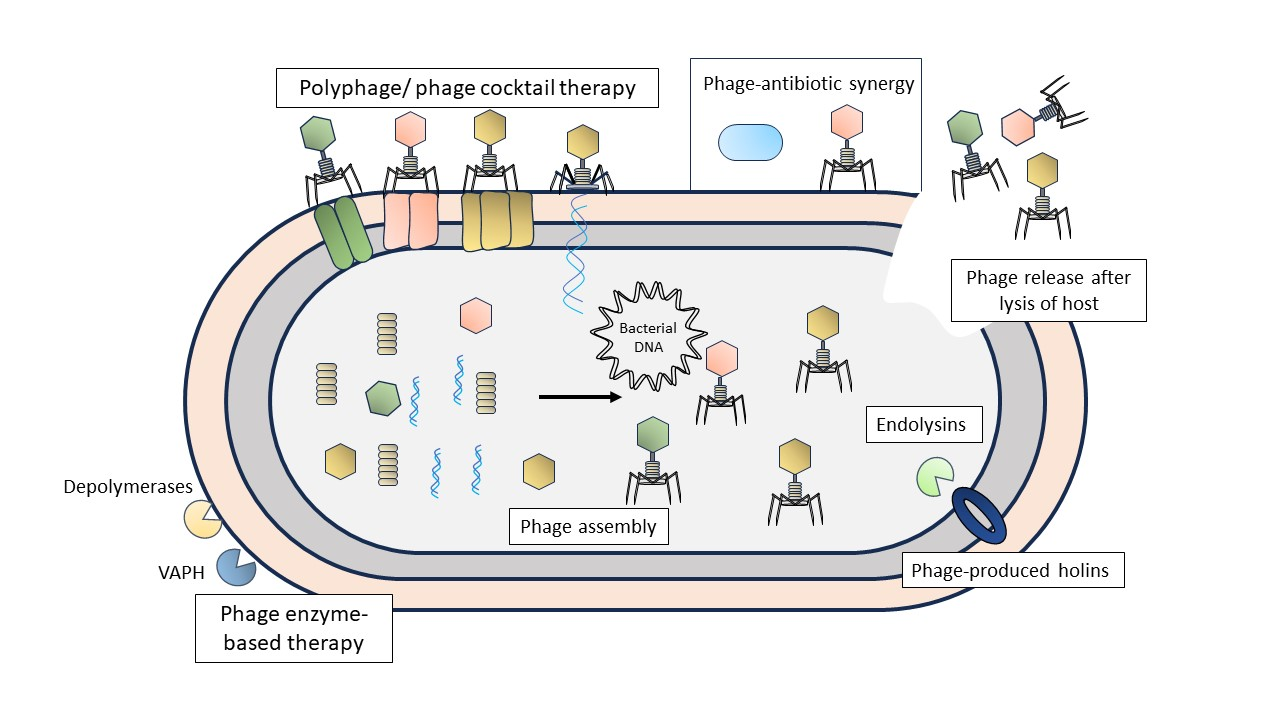 Polyphage/ phage cocktail therapy
Phage-antibiotic synergy
Phage release after
lysis of host
Bacterial
DNA
Endolysins
Depolymerases
Phage assembly
VAPH
Phage-produced holins
Phage enzyme-
based therapy